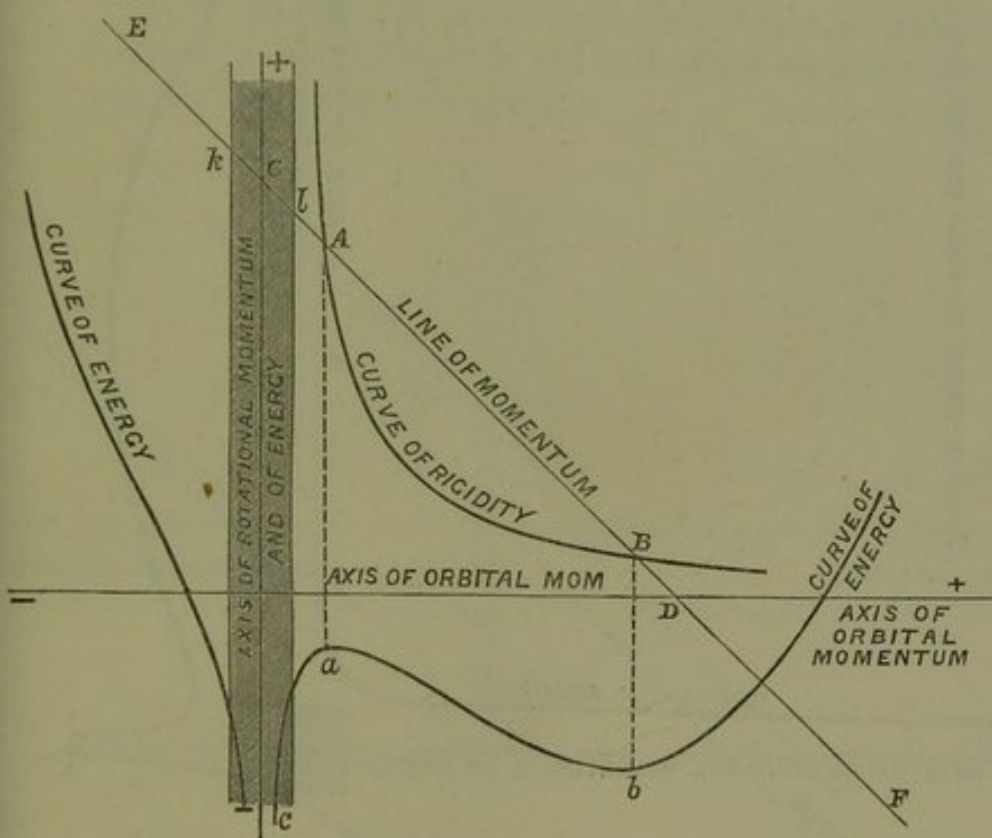 E
+
k
C
l
A
CURVE OF ENERGY
AXIS OF ROTATIONAL MOMENTUM
AND OF ENERGY
LINE OF MOMENTUM
CURVE OF RIGIDITY
B
CURVE OF
ENERGY
AXIS OF ORBITAL MOM
−
+
D
AXIS OF
ORBITAL
MOMENTUM
a
b
F
−
c